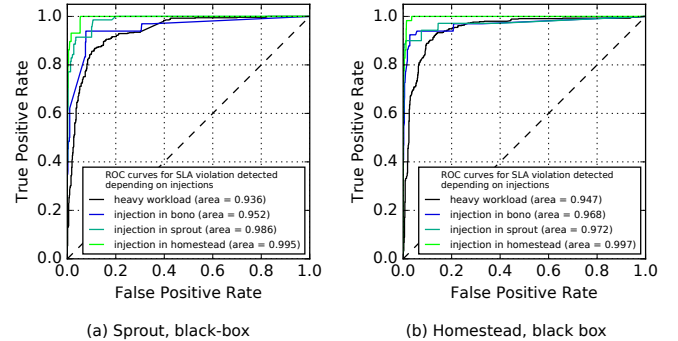 1.0
0.8
0.6
0.4
0.2
0.0
True Positive Rate
ROC curves for SLA violation detected
depending on injections
heavy workload (area = 0.936)
injection in bono (area = 0.952)
injection in sprout (area = 0.986)
injection in homestead (area = 0.995)
0.0 0.2 0.4 0.6 0.8 1.0
False Positive Rate
(a) Sprout, black-box
1.0
0.8
0.6
0.4
0.2
0.0
True Positive Rate
ROC curves for SLA violation detected
depending on injections
heavy workload (area = 0.947)
injection in bono (area = 0.968)
injection in sprout (area = 0.972)
injection in homestead (area = 0.997)
0.0 0.2 0.4 0.6 0.8 1.0
False Positive Rate
(b) Homestead, black box